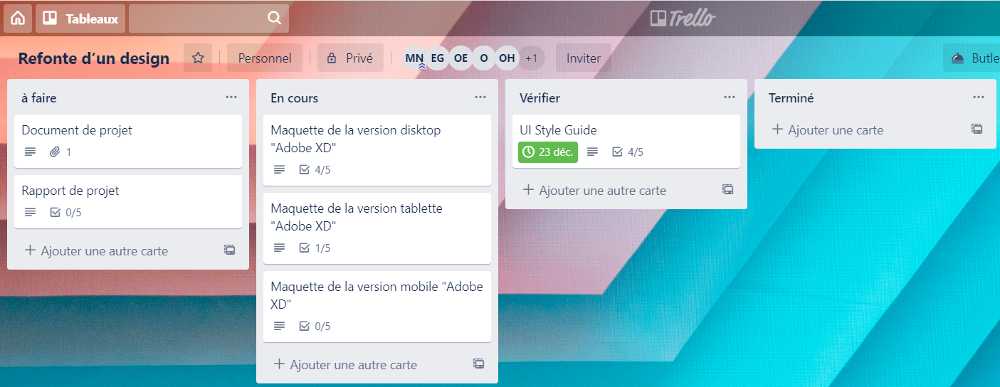 Tableaux
Trello
Refonte d'un design
Personnel
Privé
MN EG OE O OH +1
Inviter
Butle
à faire
Document de projet
1
Rapport de projet
0/5
Ajouter une autre carte
En cours
Maquette de la version disktop
"Adobe XD"
4/5
Maquette de la version tablette
"Adobe XD"
1/5
Maquette de la version mobile "Adobe
XD"
0/5
Ajouter une autre carte
Vérifier
UI Style Guide
23 déc. 4/5
Ajouter une autre carte
Terminé
Ajouter une carte